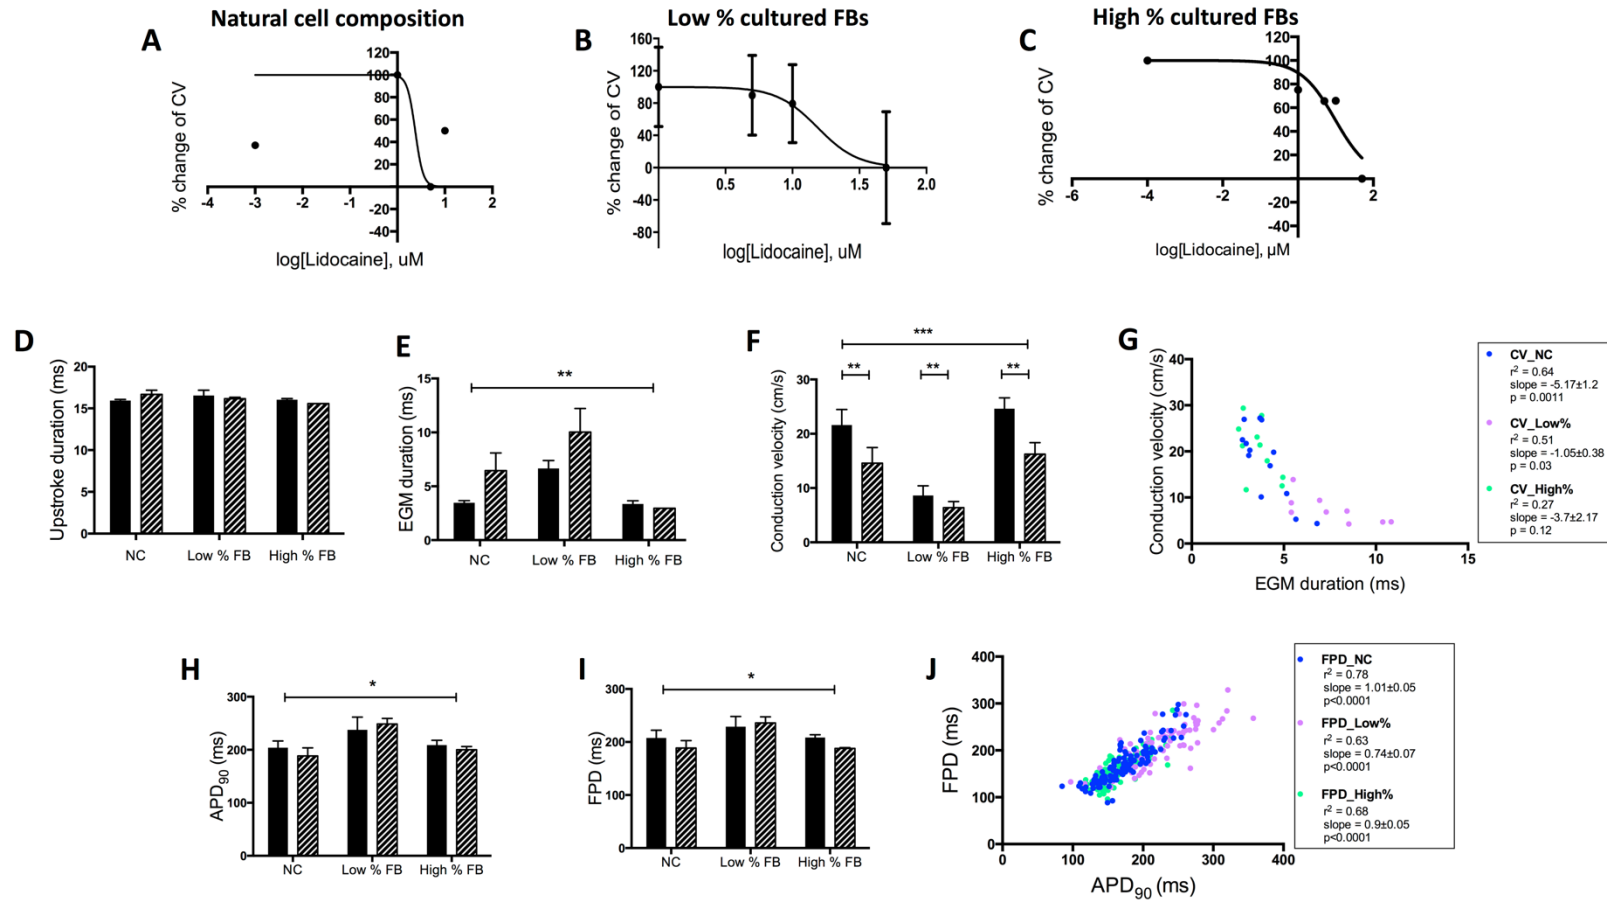 Natural cell composition
Low % cultured FBs
High % cultured FBs
A
% change of CV
120
100
80
60
40
20
-20
-40
-4 -3 -2 -1 0 1 2
log[Lidocaine], uM
B
% change of CV
160
120
80
40
0
-40
-80
0.5 1.0 1.5 2.0
log[Lidocaine], uM
C
% change of CV
120
100
80
60
40
20
-20
-40
-6 -4 -2 0 2
log[Lidocaine], µM
D
Upstroke duration (ms)
20
15
10
5
0
NC Low % FB High % FB
E
EGM duration (ms)
15
10
5
0
**
NC Low % FB High % FB
F
Conduction velocity (cm/s)
30
20
10
0
***
** ** **
NC Low % FB High % FB
G
Conduction velocity (cm/s)
40
30
20
10
0
0 5 10 15
EGM duration (ms)
CV_NC
r² = 0.64
slope = -5.17±1.2
p = 0.0011
CV_Low%
r² = 0.51
slope = -1.05±0.38
p = 0.03
CV_High%
r² = 0.27
slope = -3.7±2.17
p = 0.12
H
APD₉₀ (ms)
300
200
100
0
*
NC Low % FB High % FB
I
FPD (ms)
300
200
100
0
*
NC Low % FB High % FB
J
FPD (ms)
400
300
200
100
0
0 100 200 300 400
APD₉₀ (ms)
FPD_NC
r² = 0.78
slope = 1.01±0.05
p<0.0001
FPD_Low%
r² = 0.63
slope = 0.74±0.07
p<0.0001
FPD_High%
r² = 0.68
slope = 0.9±0.05
p<0.0001